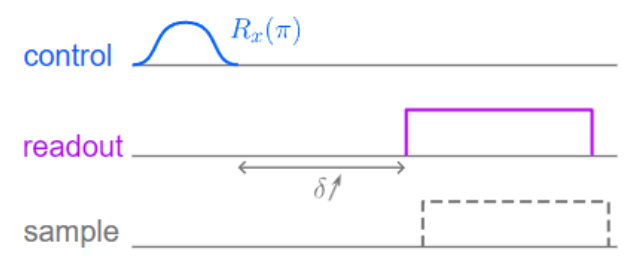 control
R_x(π)
readout
δ↗
sample